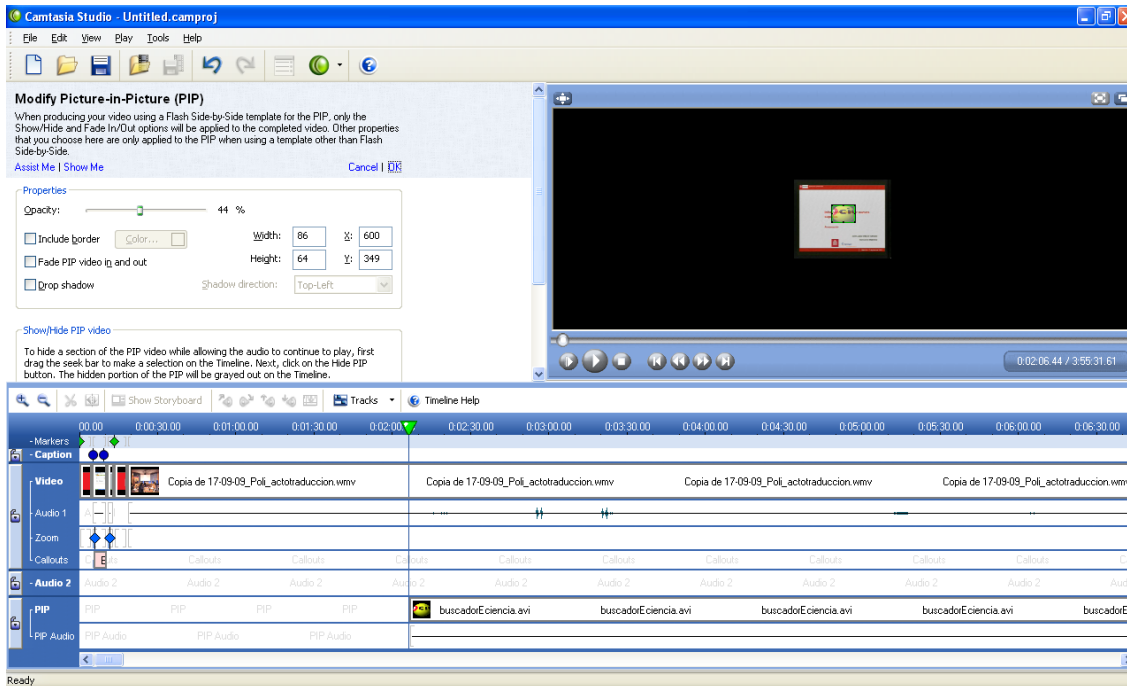 Camtasia Studio - Untitled.camproj
File Edit View Play Tools Help
Modify Picture-in-Picture (PIP)
When producing your video using a Flash Side-by-Side template for the PIP, only the
Show/Hide and Fade In/Out options will be applied to the completed video. Other properties
that you choose here are only applied to the PIP when using a template other than Flash
Side-by-Side.
Assist Me | Show Me Cancel | OK
Properties
Opacity: 44 %
Include border Color... Width: 86 X: 600
Fade PIP video in and out Height: 64 Y: 349
Drop shadow Shadow direction: Top-Left
Show/Hide PIP video
To hide a section of the PIP video while allowing the audio to continue to play, first
drag the seek bar to make a selection on the Timeline. Next, click on the Hide PIP
button. The hidden portion of the PIP will be grayed out on the Timeline.
0:02:06.44 / 3:55:31.61
Show Storyboard Tracks Timeline Help
00.00 0:00:30.00 0:01:00.00 0:01:30.00 0:02:00 0:02:30.00 0:03:00.00 0:03:30.00 0:04:00.00 0:04:30.00 0:05:00.00 0:05:30.00 0:06:00.00 0:06:30.00
- Markers
- Caption
Video Copia de 17-09-09_Poli_actotraduccion.wmv Copia de 17-09-09_Poli_actotraduccion.wmv Copia de 17-09-09_Poli_actotraduccion.wmv Copia de 17-09-09_Poli_actotraduccion.wmv
Audio 1
Zoom
Callouts C E ts Callouts Callouts Callouts Callouts Callouts Callouts Callouts Callouts Callouts C
- Audio 2 Audio 2 Audio 2 Audio 2 Audio 2 Audio 2 Audio 2 Audio 2 Audio 2 Audio 2 Audio 2 Aud
PIP PIP PIP PIP PIP buscadorEciencia.avi buscadorEciencia.avi buscadorEciencia.avi buscadorEciencia.avi buscadorE
PIP Audio PIP Audio PIP Audio PIP Audio
Ready